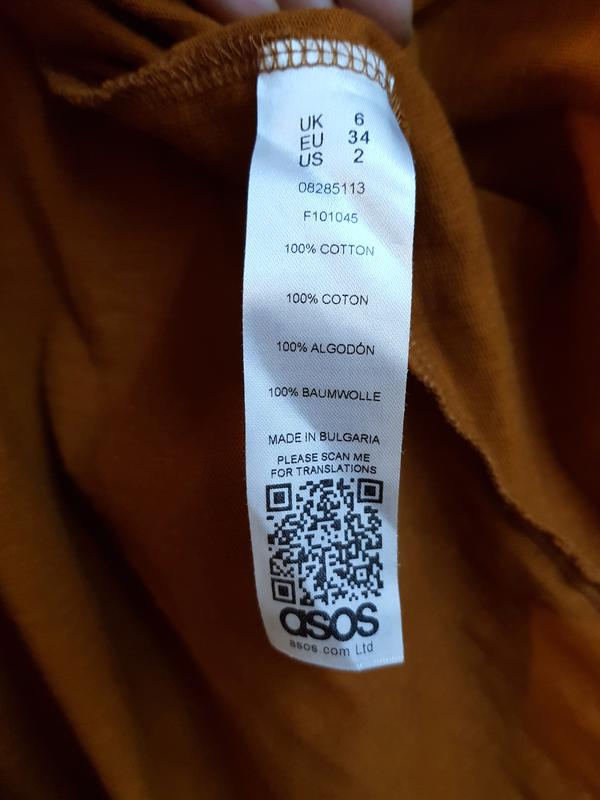 UK 6
EU 34
US 2
08285113
F101045
100% COTTON
100% COTON
100% ALGODÓN
100% BAUMWOLLE
MADE IN BULGARIA
PLEASE SCAN ME
FOR TRANSLATIONS
asos
asos.com Ltd